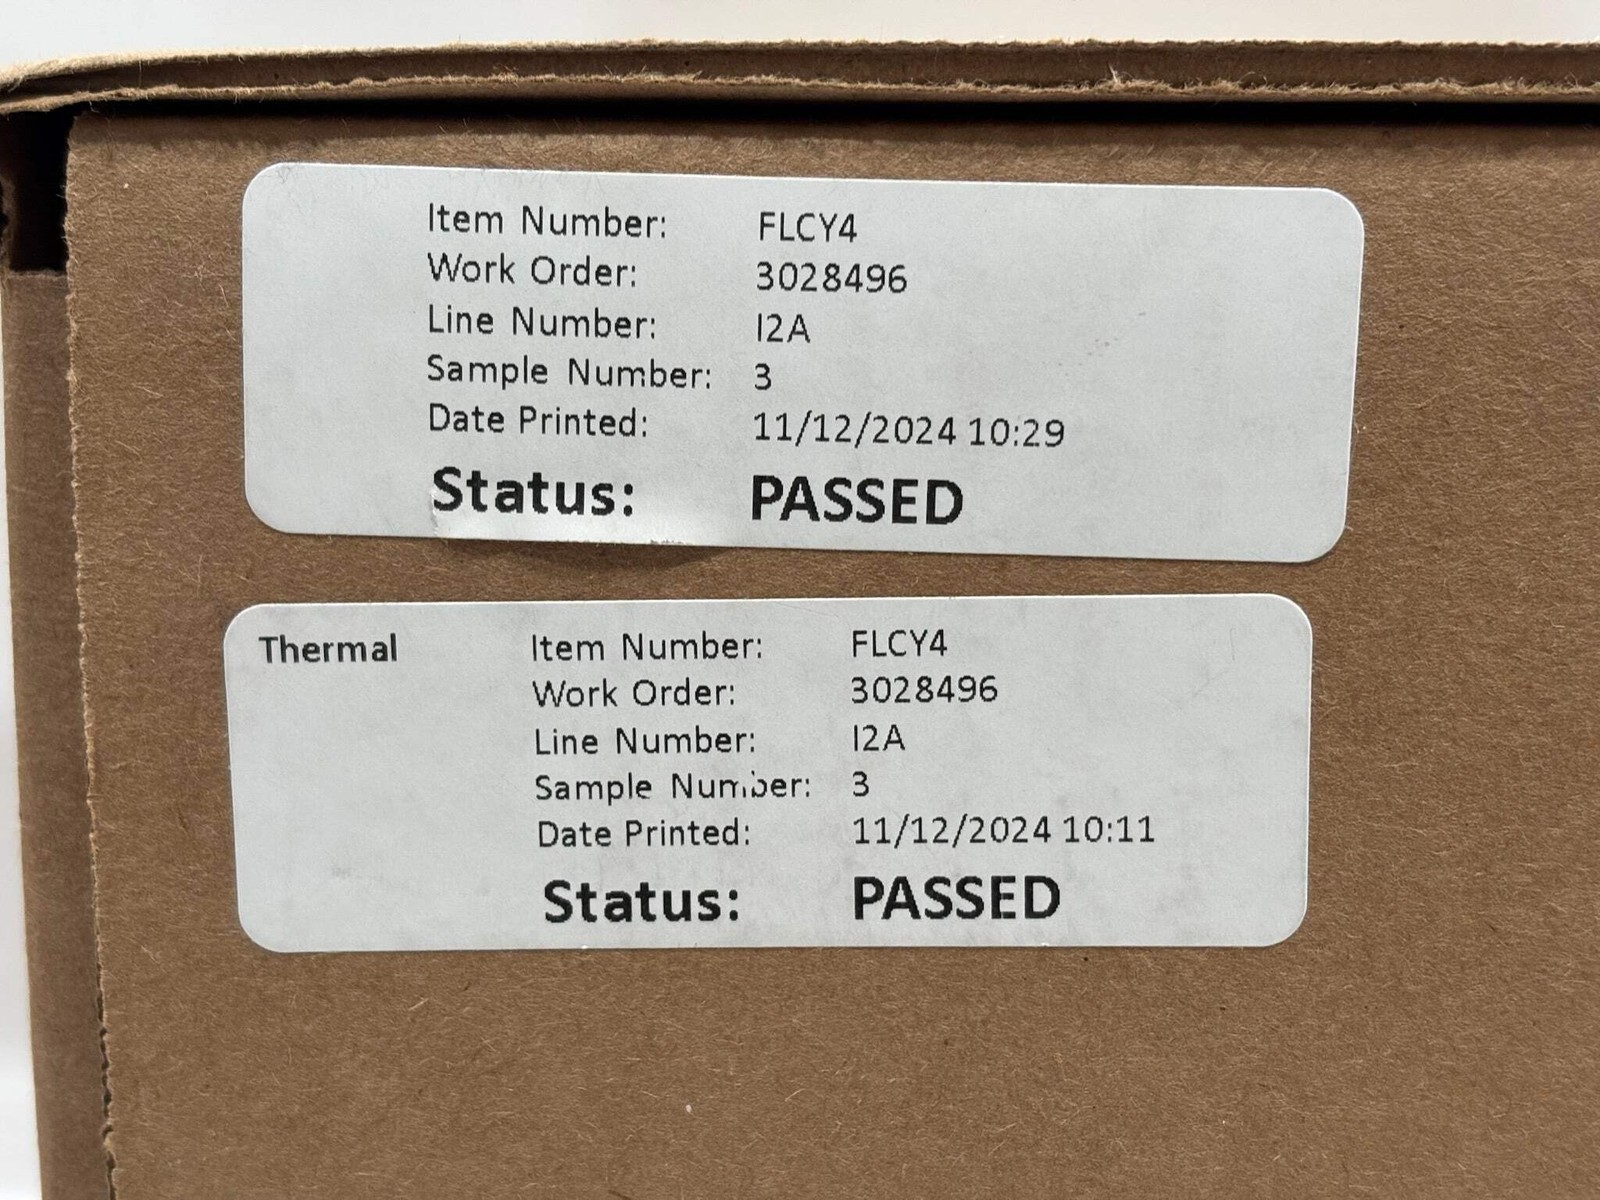 Item Number: FLCY4
Work Order: 3028496
Line Number: I2A
Sample Number: 3
Date Printed: 11/12/2024 10:29
Status: PASSED
Thermal Item Number: FLCY4
Work Order: 3028496
Line Number: I2A
Sample Number: 3
Date Printed: 11/12/2024 10:11
Status: PASSED